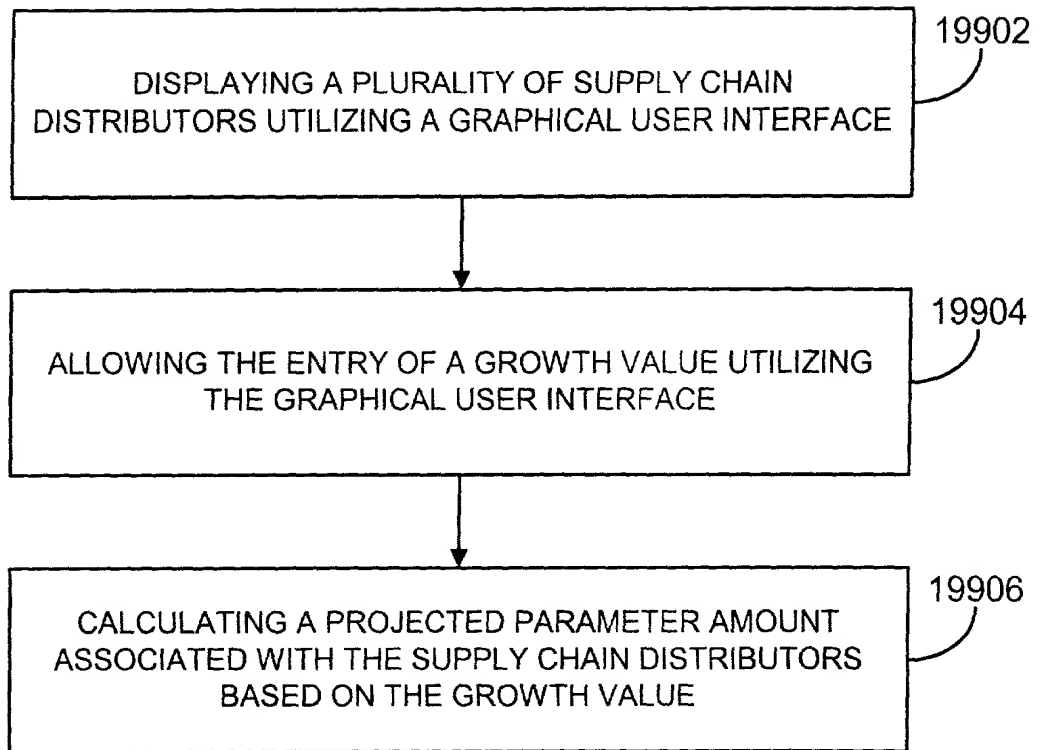 19902
DISPLAYING A PLURALITY OF SUPPLY CHAIN
DISTRIBUTORS UTILIZING A GRAPHICAL USER INTERFACE
19904
ALLOWING THE ENTRY OF A GROWTH VALUE UTILIZING
THE GRAPHICAL USER INTERFACE
19906
CALCULATING A PROJECTED PARAMETER AMOUNT
ASSOCIATED WITH THE SUPPLY CHAIN DISTRIBUTORS
BASED ON THE GROWTH VALUE